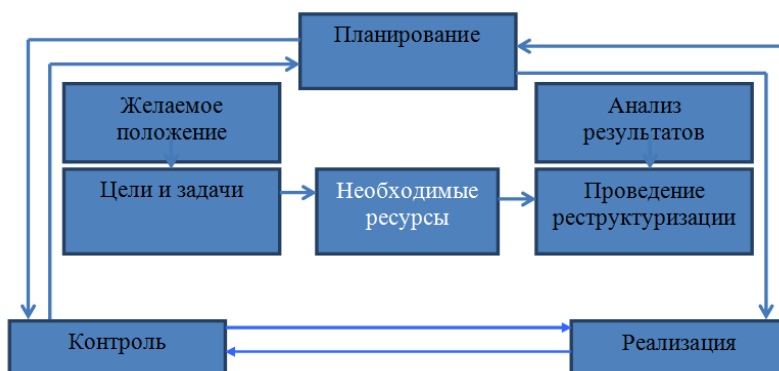 Планирование
Желаемое
положение
Анализ
результатов
Цели и задачи
Необходимые
ресурсы
Проведение
реструктуризации
Контроль
Реализация